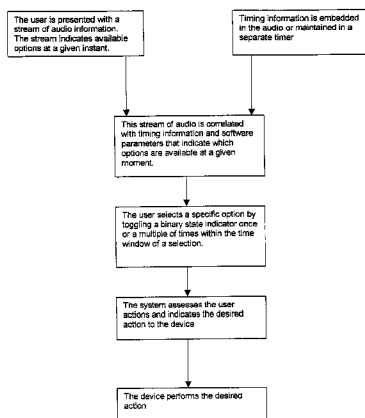 The user is presented with a
stream of audio information.
The stream indicates available
options at a given instant.
Timing information is embedded
in the audio or maintained in a
separate timer
This stream of audio is correlated
with timing information and software
parameters that indicate which
options are available at a given
moment.
The user selects a specific option by
toggling a binary state indicator once
or a multiple of times within the time
window of a selection.
The system assesses the user
actions and indicates the desired
action to the device
The device performs the desired
action